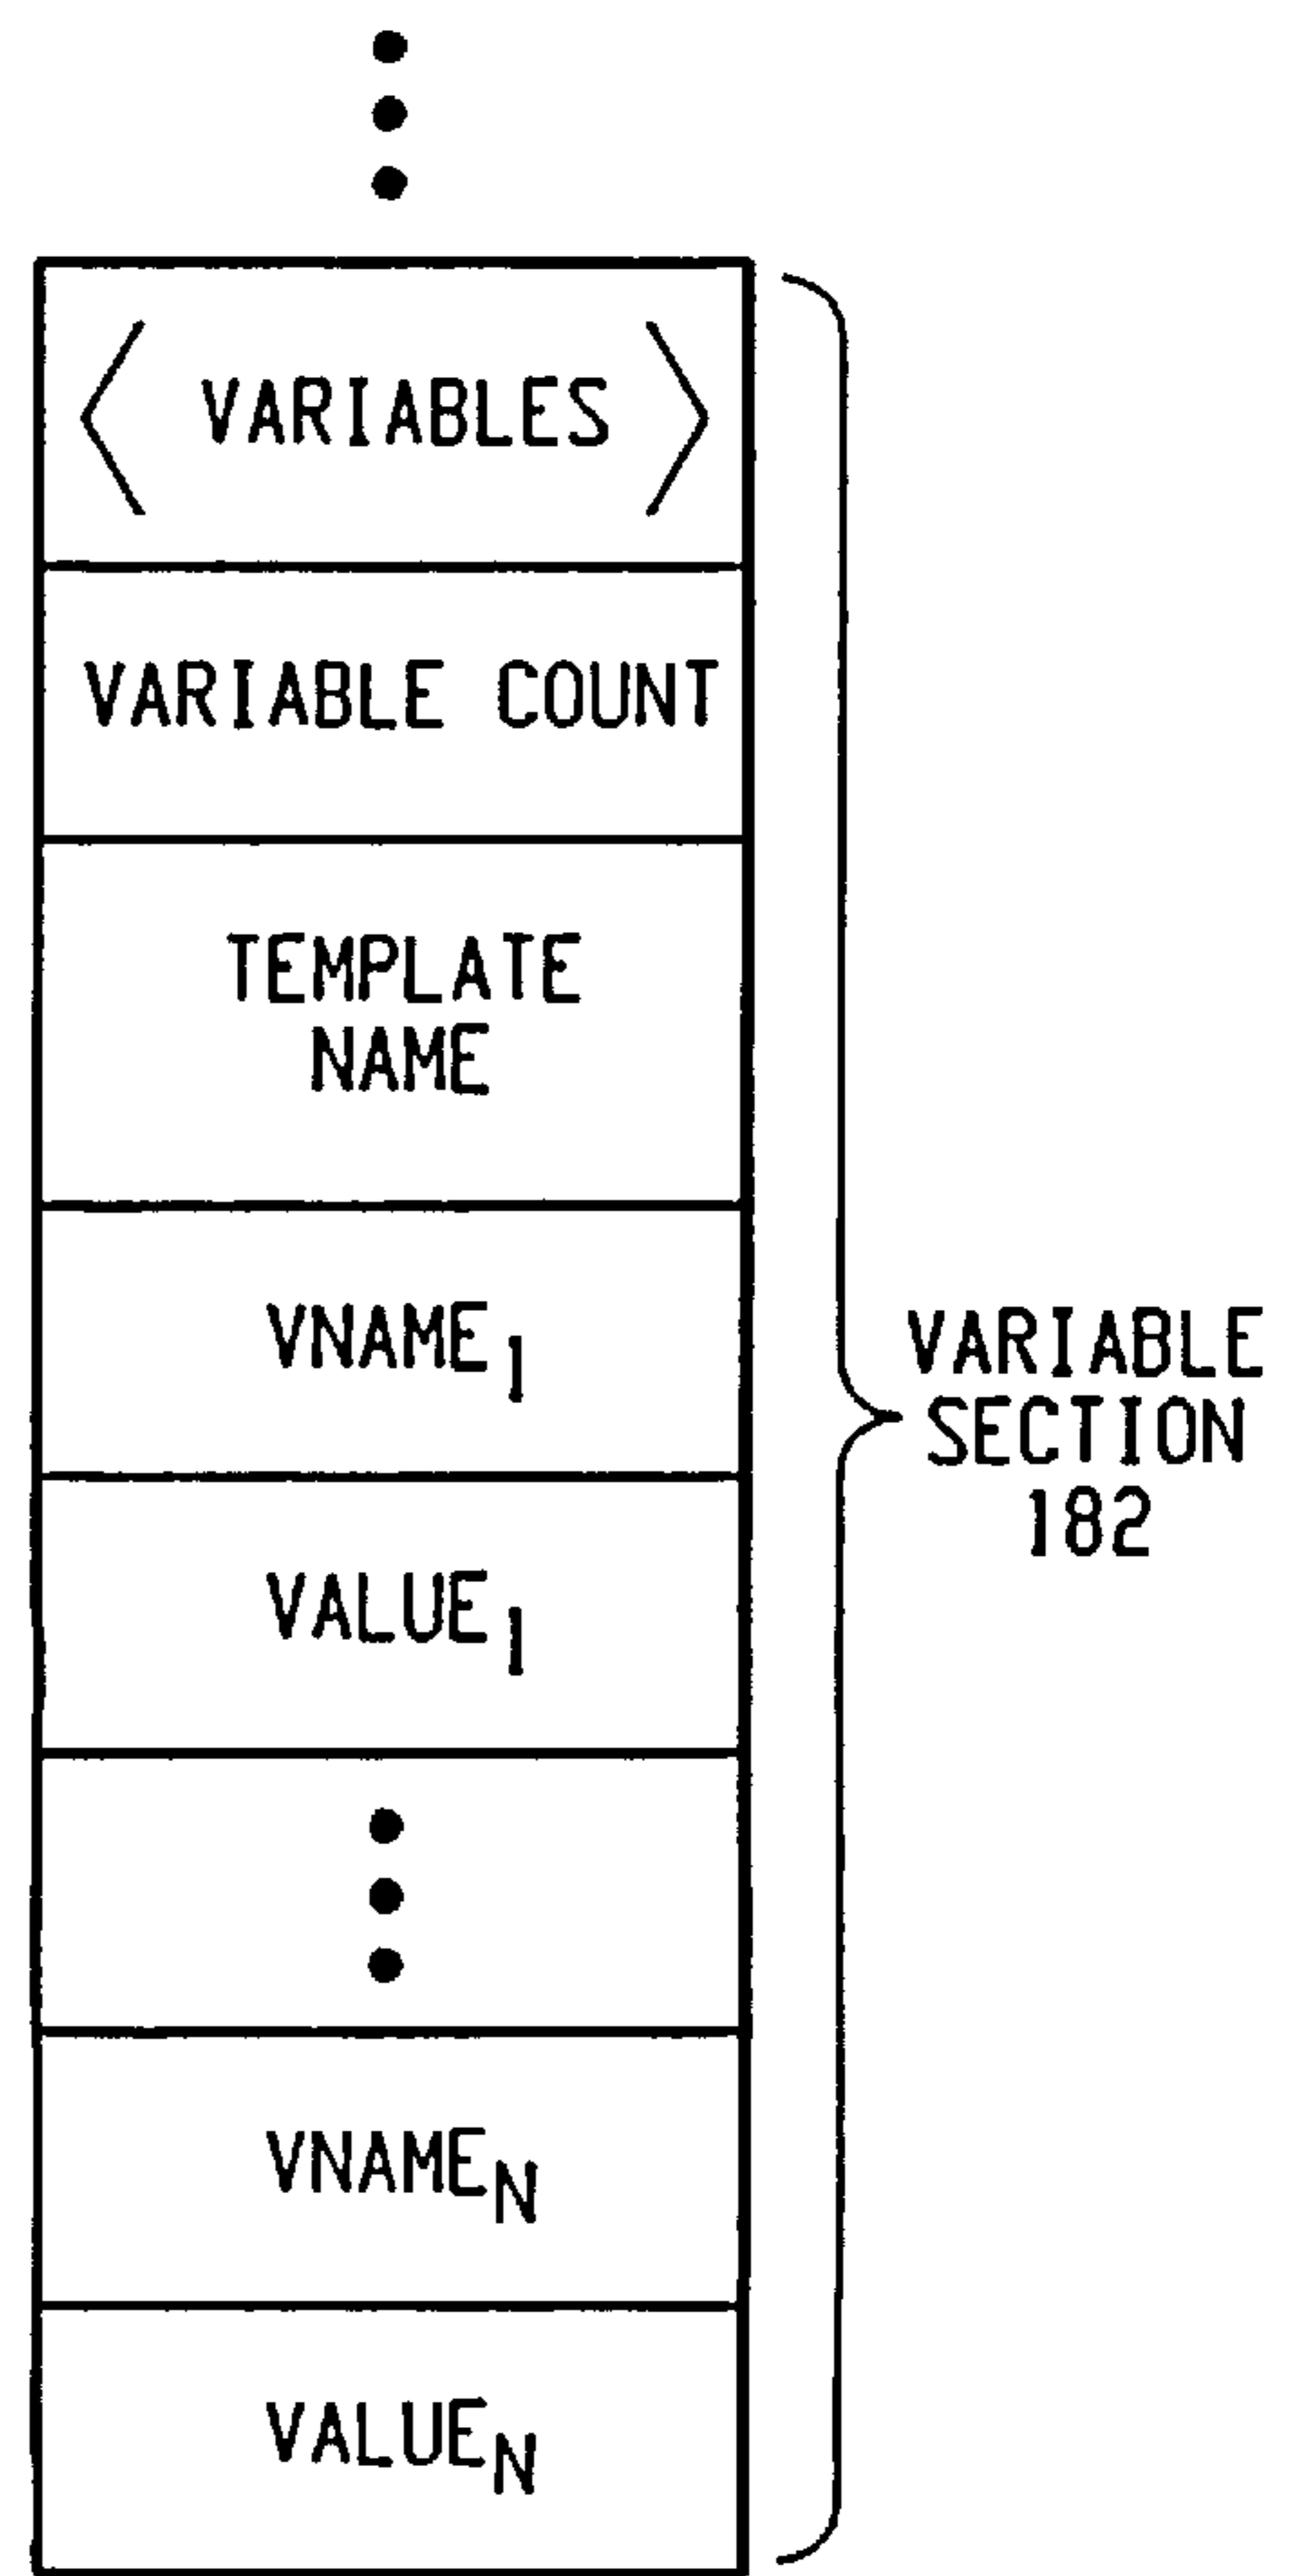 〈 VARIABLES 〉
VARIABLE COUNT
TEMPLATE
NAME
VNAME₁
VALUE₁
VNAMEN
VALUEN
VARIABLE
SECTION
182